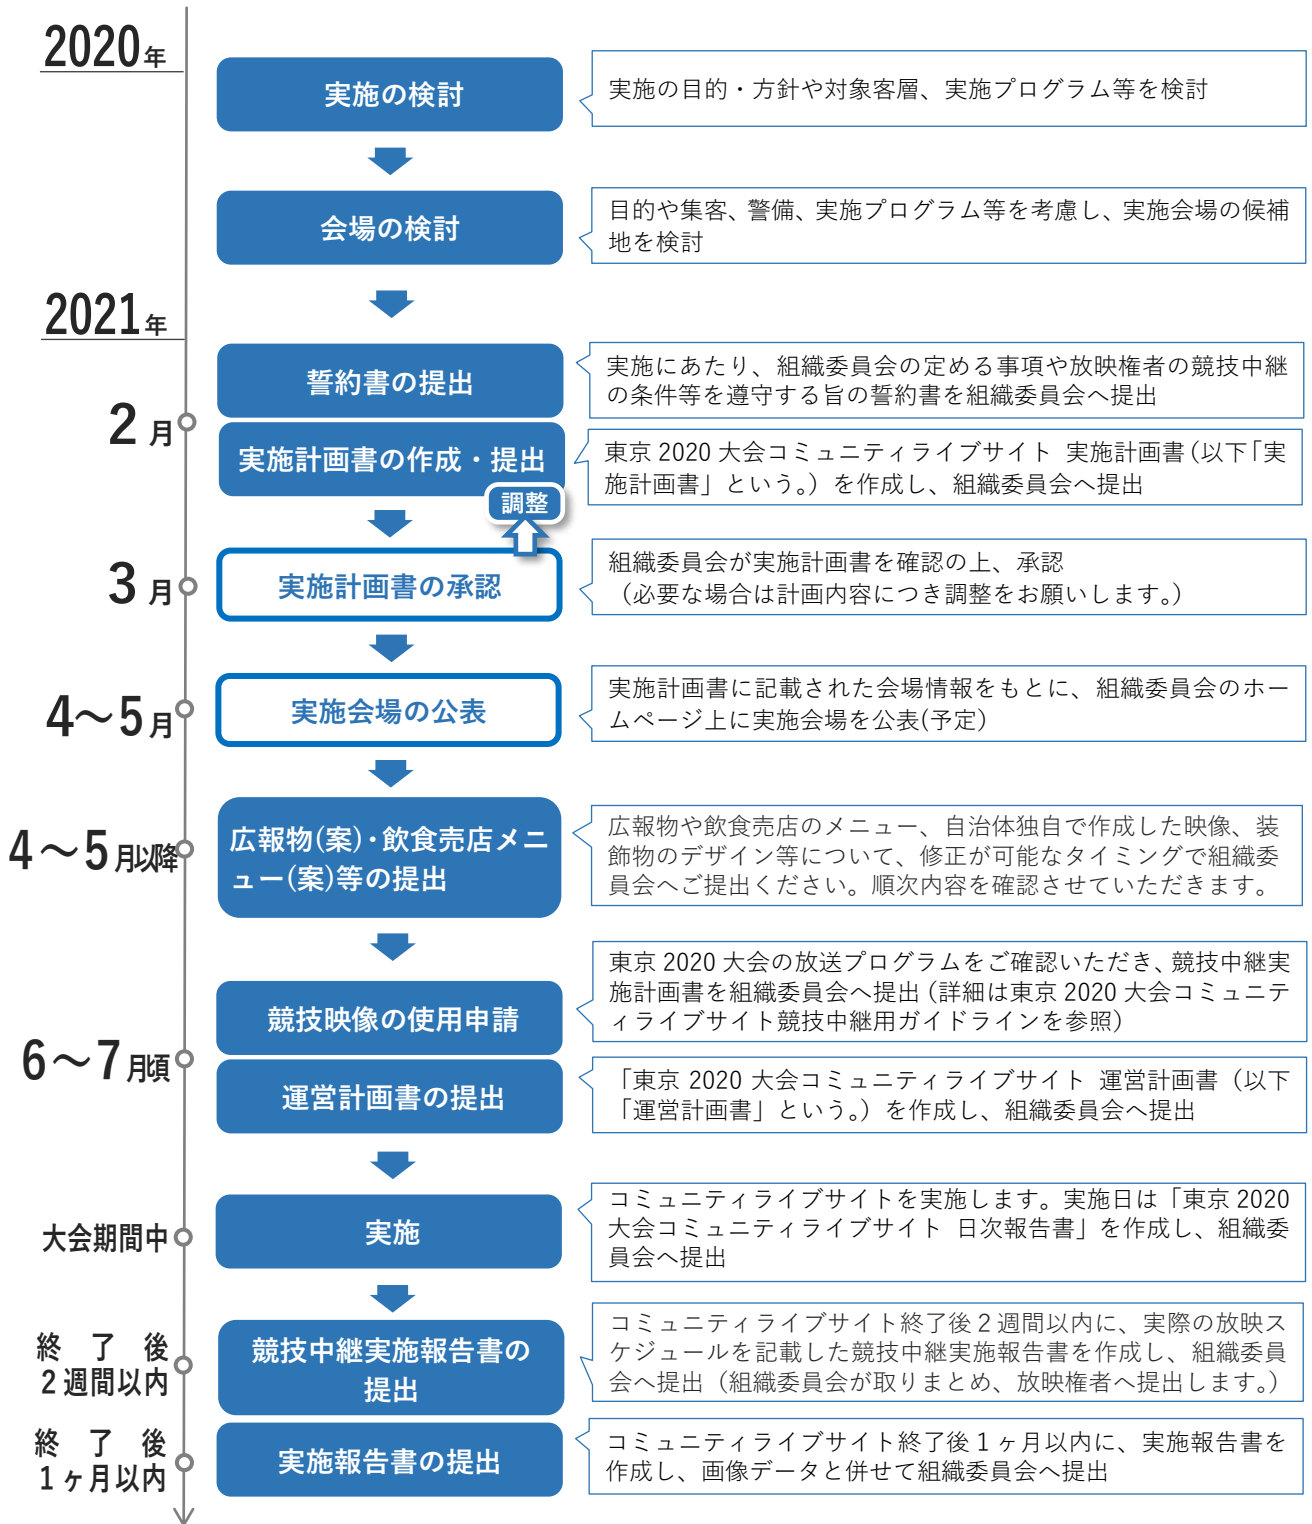 2020年
実施の検討
実施の目的・方針や対象客層、実施プログラム等を検討
会場の検討
目的や集客、警備、実施プログラム等を考慮し、実施会場の候補
地を検討
2021年
2月
誓約書の提出
実施にあたり、組織委員会の定める事項や放映権者の競技中継
の条件等を遵守する旨の誓約書を組織委員会へ提出
実施計画書の作成・提出
東京 2020 大会コミュニティライブサイト 実施計画書(以下「実
施計画書」という。)を作成し、組織委員会へ提出
調整
3月
実施計画書の承認
組織委員会が実施計画書を確認の上、承認
(必要な場合は計画内容につき調整をお願いします。)
4～5月
実施会場の公表
実施計画書に記載された会場情報をもとに、組織委員会のホー
ムページ上に実施会場を公表(予定)
4～5月以降
広報物(案)・飲食売店メニ
ュー(案)等の提出
広報物や飲食売店のメニュー、自治体独自で作成した映像、装
飾物のデザイン等について、修正が可能なタイミングで組織委
員会へご提出ください。順次内容を確認させていただきます。
6～7月頃
競技映像の使用申請
東京 2020 大会の放送プログラムをご確認いただき、競技中継実
施計画書を組織委員会へ提出(詳細は東京 2020 大会コミュニテ
ィライブサイト競技中継用ガイドラインを参照)
運営計画書の提出
「東京 2020 大会コミュニティライブサイト 運営計画書(以下
「運営計画書」という。)を作成し、組織委員会へ提出
大会期間中
実施
コミュニティライブサイトを実施します。実施日は「東京 2020
大会コミュニティライブサイト 日次報告書」を作成し、組織委
員会へ提出
終了後
2週間以内
競技中継実施報告書の
提出
コミュニティライブサイト終了後2週間以内に、実際の放映ス
ケジュールを記載した競技中継実施報告書を作成し、組織委員
会へ提出(組織委員会が取りまとめ、放映権者へ提出します。)
終了後
1ヶ月以内
実施報告書の提出
コミュニティライブサイト終了後1ヶ月以内に、実施報告書を
作成し、画像データと併せて組織委員会へ提出